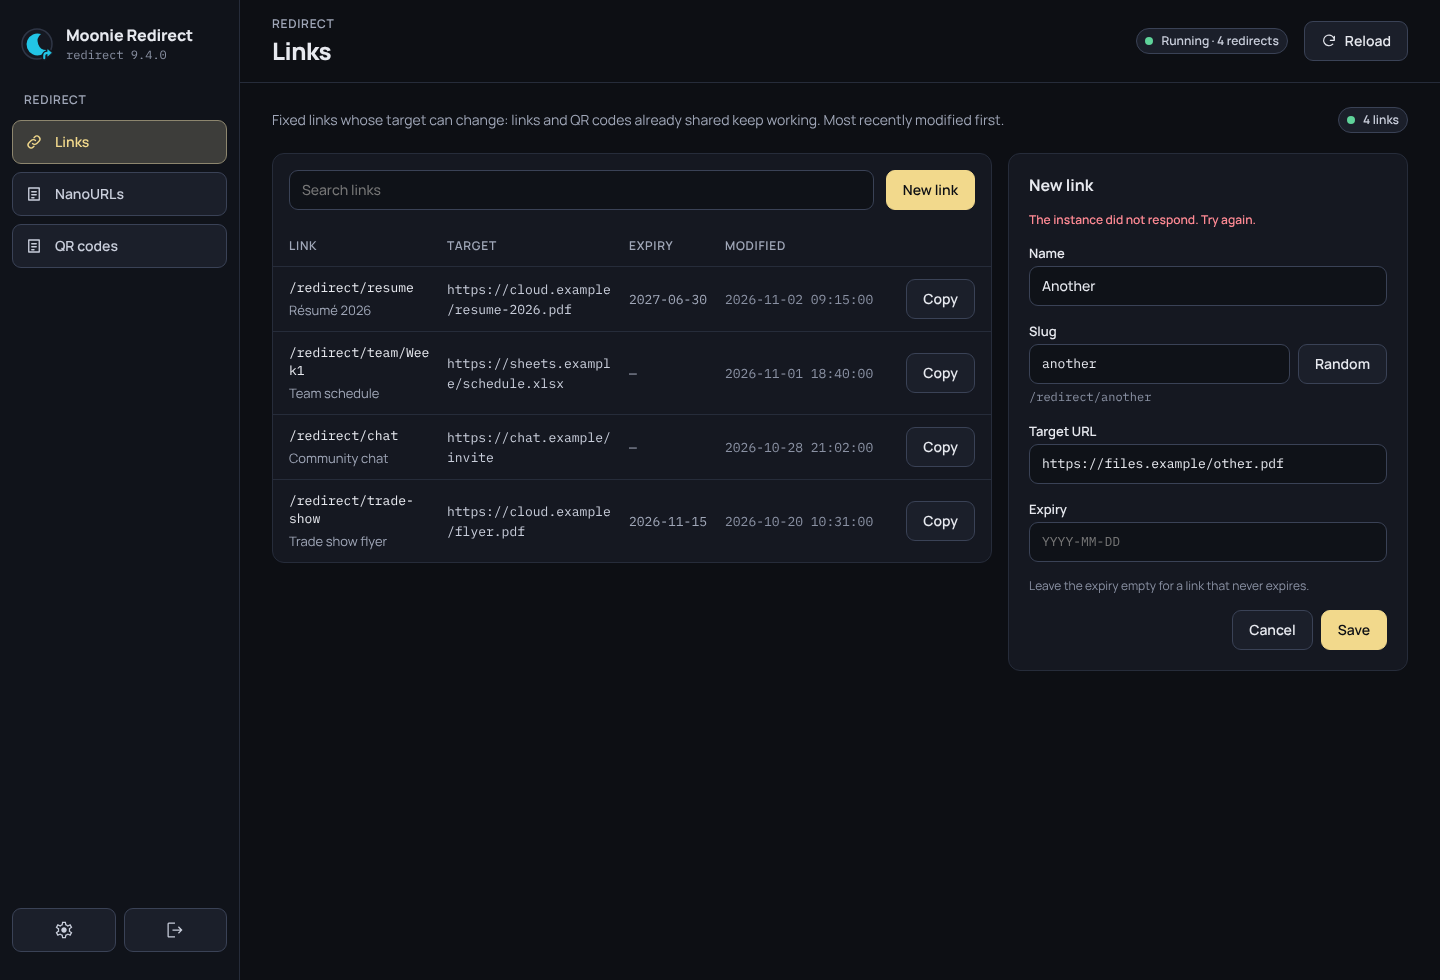 Moonie Redirect
redirect 9.4.0
REDIRECT
Links
NanoURLs
QR codes
REDIRECT
Links
Running · 4 redirects
Reload
Fixed links whose target can change: links and QR codes already shared keep working. Most recently modified first.
4 links
Search links
New link
LINK TARGET EXPIRY MODIFIED
/redirect/resume
Résumé 2026
https://cloud.example
/resume-2026.pdf
2027-06-30
2026-11-02 09:15:00
Copy
/redirect/team/Wee
k1
Team schedule
https://sheets.exampl
e/schedule.xlsx
—
2026-11-01 18:40:00
Copy
/redirect/chat
Community chat
https://chat.example/
invite
—
2026-10-28 21:02:00
Copy
/redirect/trade-
show
Trade show flyer
https://cloud.example
/flyer.pdf
2026-11-15
2026-10-20 10:31:00
Copy
New link
The instance did not respond. Try again.
Name
Another
Slug
another
Random
/redirect/another
Target URL
https://files.example/other.pdf
Expiry
YYYY-MM-DD
Leave the expiry empty for a link that never expires.
Cancel
Save